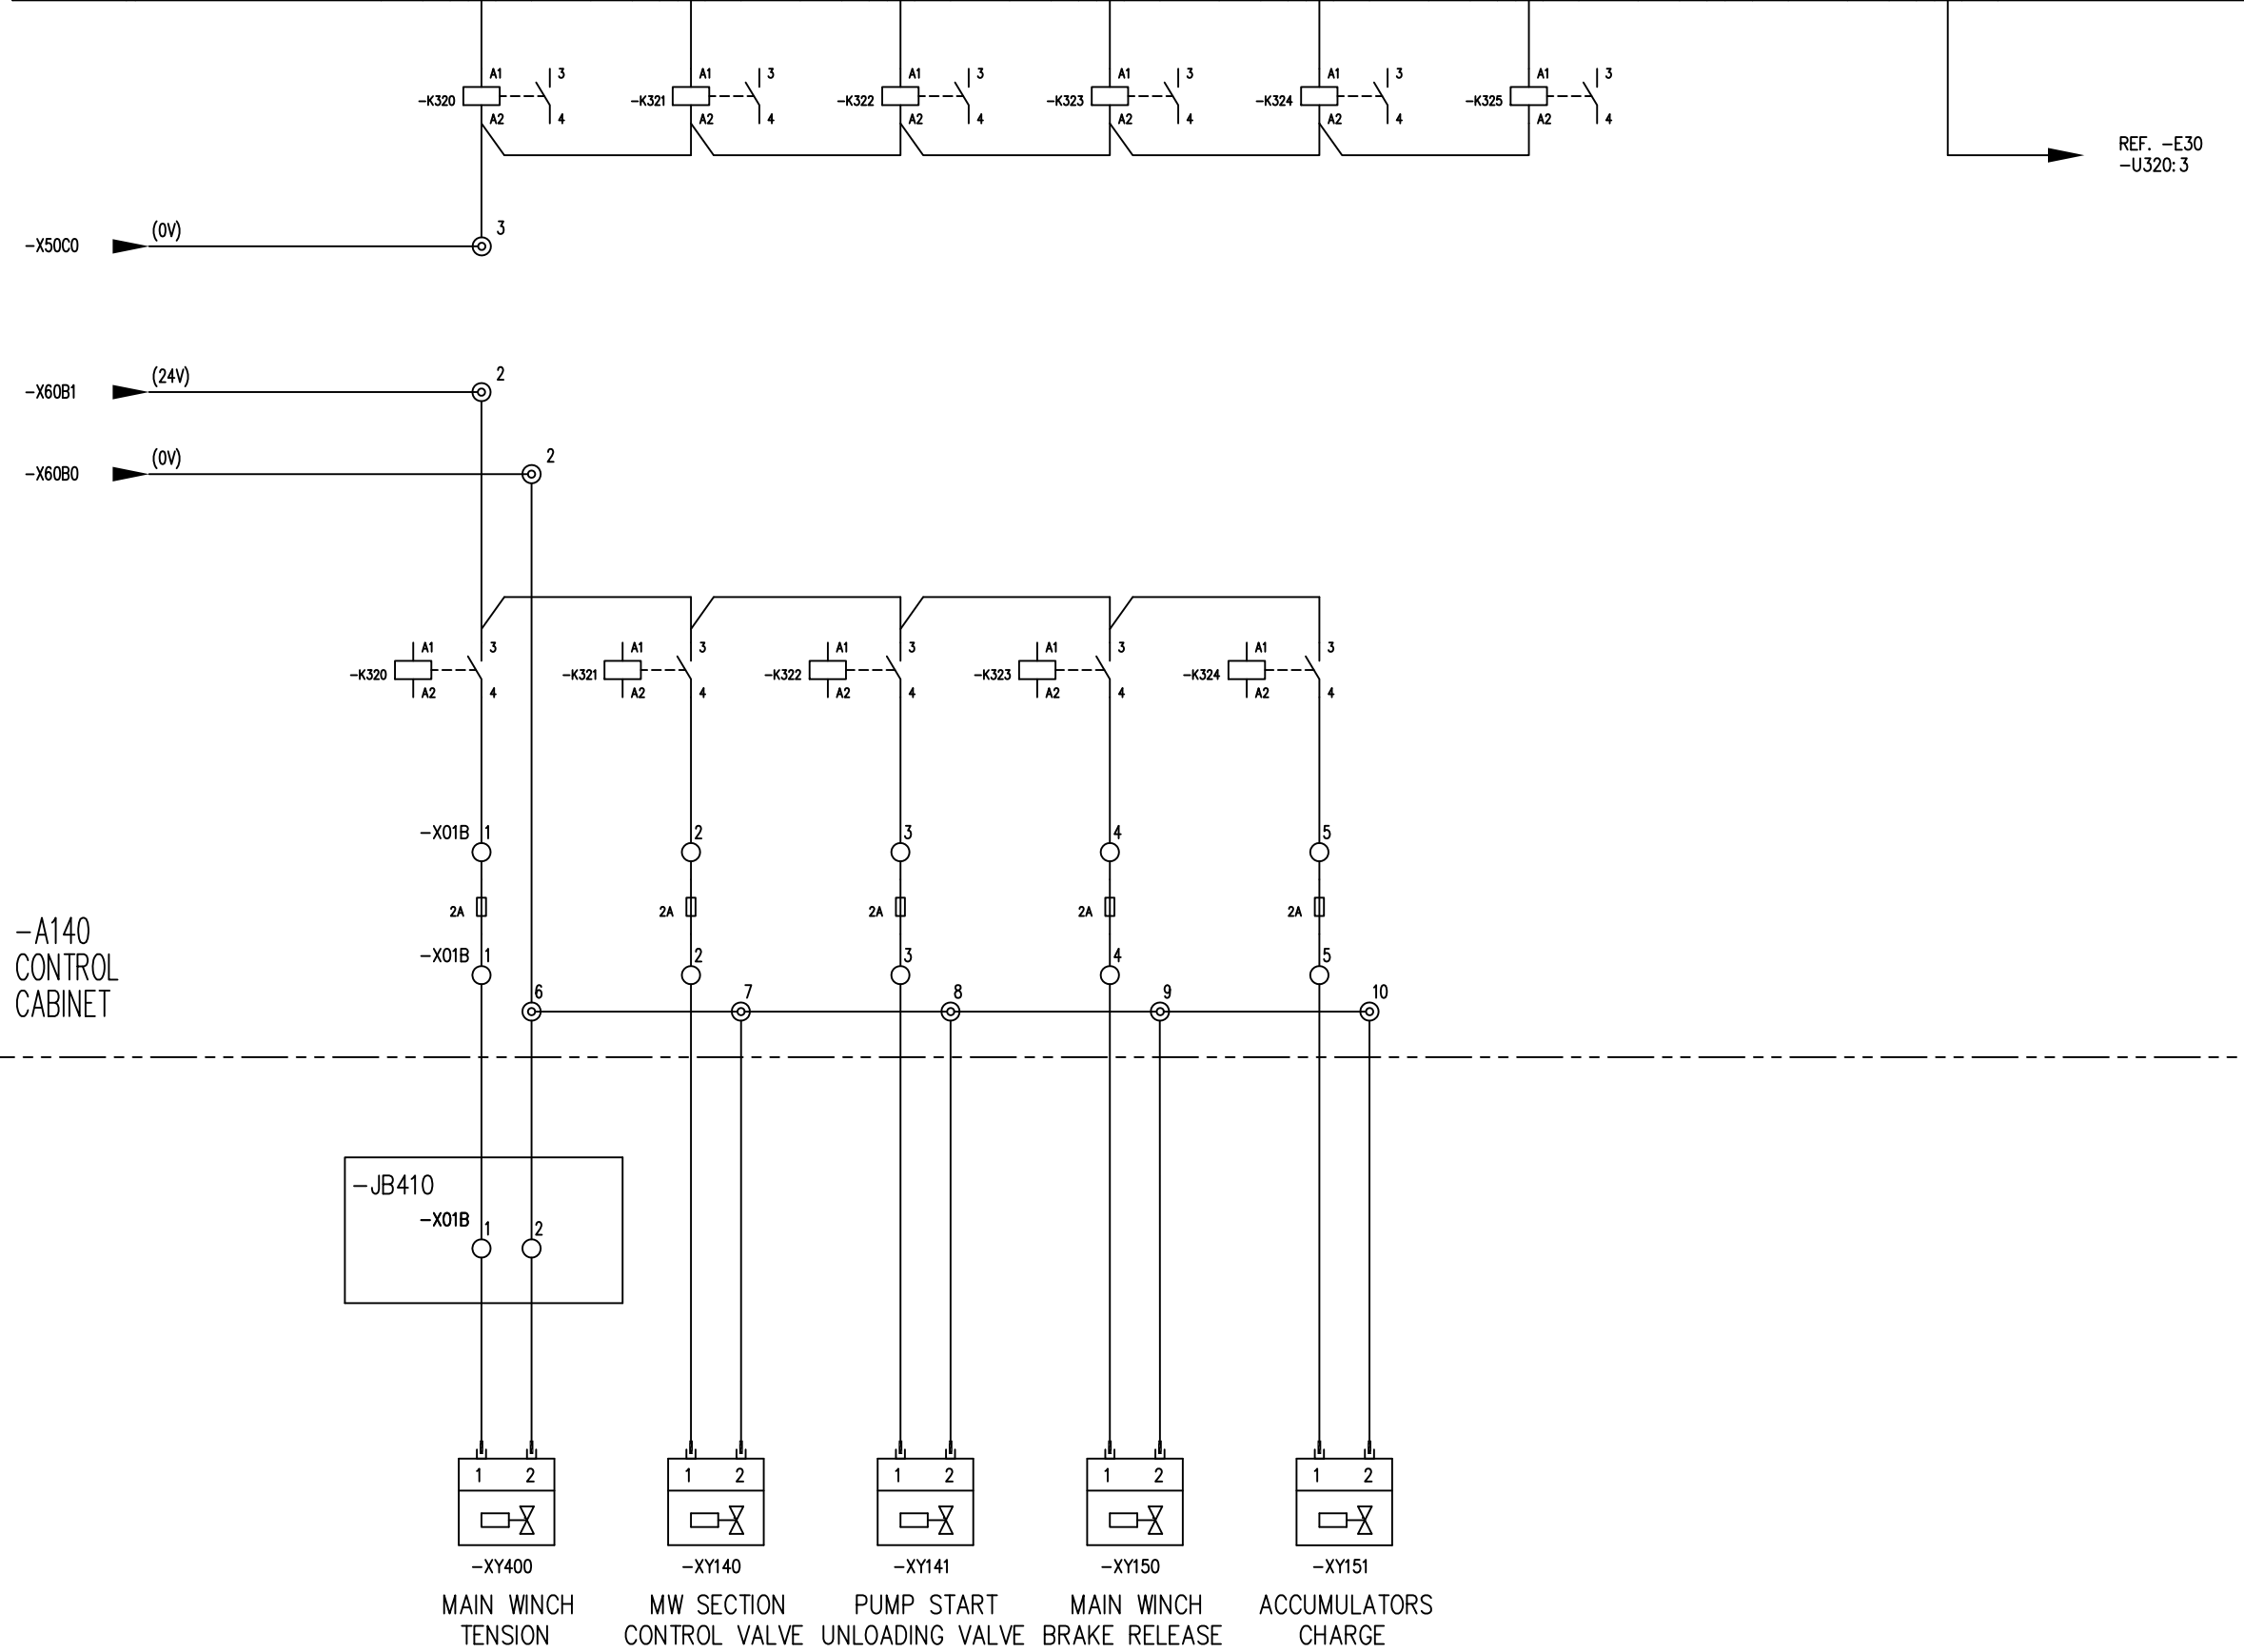 A1 3 A1 3 A1 3 A1 3 A1 3 A1 3
-K320 -K321 -K322 -K323 -K324 -K325
A2 4 A2 4 A2 4 A2 4 A2 4 A2 4
REF. -E30
-U320:3
-X50C0 (0V) 3
-X60B1 (24V) 2
-X60B0 (0V) 2
A1 3 A1 3 A1 3 A1 3 A1 3
-K320 -K321 -K322 -K323 -K324
A2 4 A2 4 A2 4 A2 4 A2 4
-X01B 1 2 3 4 5
2A 2A 2A 2A 2A
-A140
CONTROL
CABINET
-X01B 1 2 3 4 5
6 7 8 9 10
-JB410
-X01B 1 2
1 2 1 2 1 2 1 2 1 2
-XY400 -XY140 -XY141 -XY150 -XY151
MAIN WINCH MW SECTION PUMP START MAIN WINCH ACCUMULATORS
TENSION CONTROL VALVE UNLOADING VALVE BRAKE RELEASE CHARGE